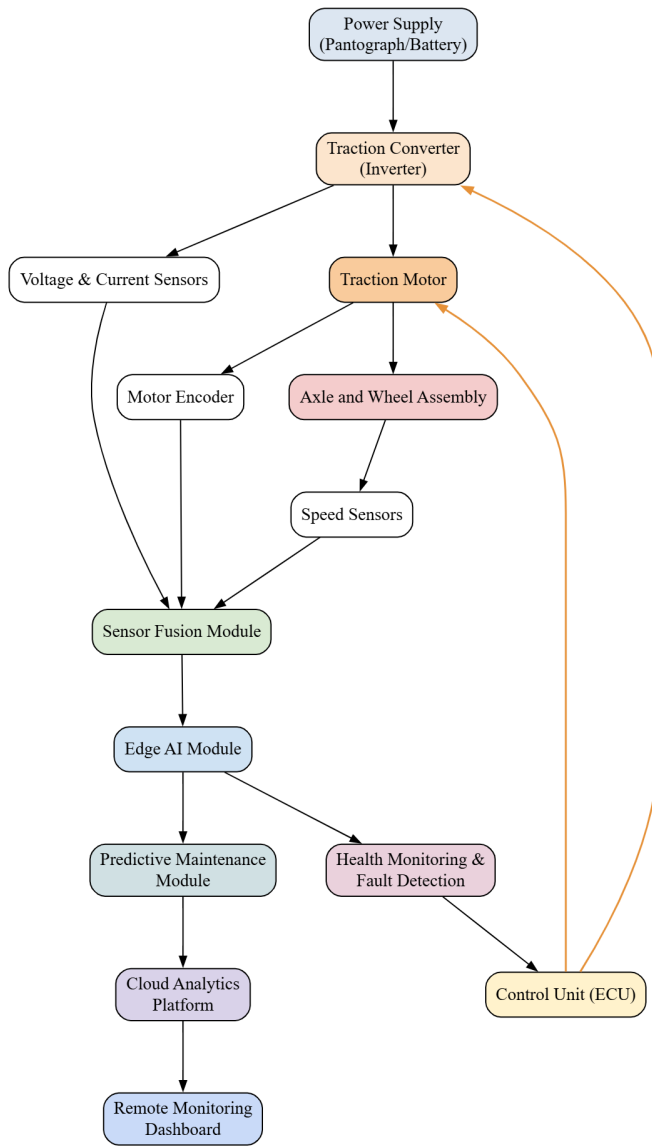 Power Supply
(Pantograph/Battery)
Traction Converter
(Inverter)
Voltage & Current Sensors
Traction Motor
Motor Encoder
Axle and Wheel Assembly
Speed Sensors
Sensor Fusion Module
Edge AI Module
Predictive Maintenance
Module
Health Monitoring &
Fault Detection
Cloud Analytics
Platform
Control Unit (ECU)
Remote Monitoring
Dashboard